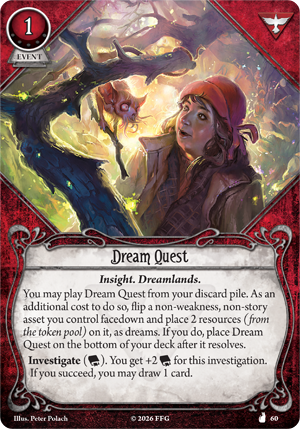 1
EVENT
Dream Quest
Insight. Dreamlands.
You may play Dream Quest from your discard pile. As an
additional cost to do so, flip a non-weakness, non-story
asset you control facedown and place 2 resources (from
the token pool) on it, as dreams. If you do, place Dream
Quest on the bottom of your deck after it resolves.
Investigate (). You get +2 for this investigation.
If you succeed, you may draw 1 card.
Illus. Peter Polach
© 2026 FFG
60